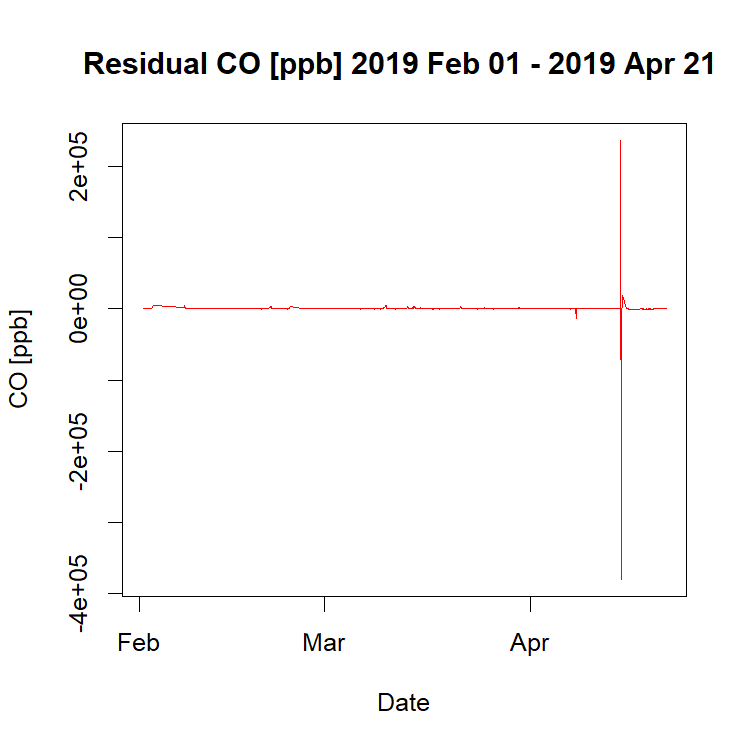 Residual CO [ppb] 2019 Feb 01 - 2019 Apr 21
2e+05
0e+00
-2e+05
-4e+05
CO [ppb]
Feb Mar Apr
Date